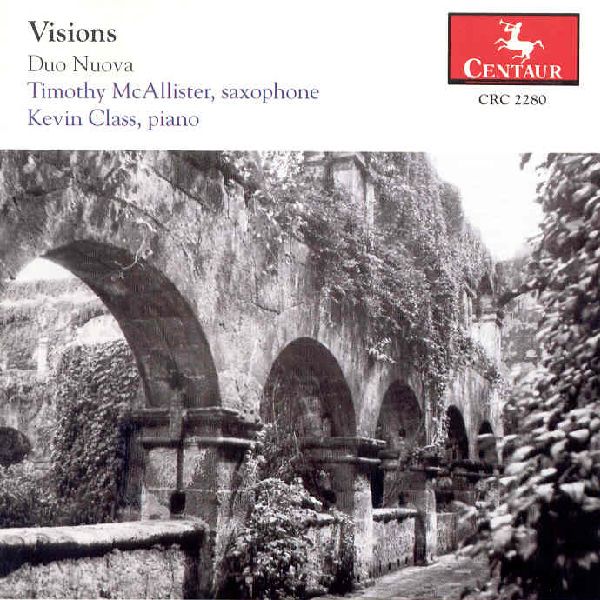 Visions
Duo Nuova
Timothy McAllister, saxophone
Kevin Class, piano
CENTAUR
CRC 2280